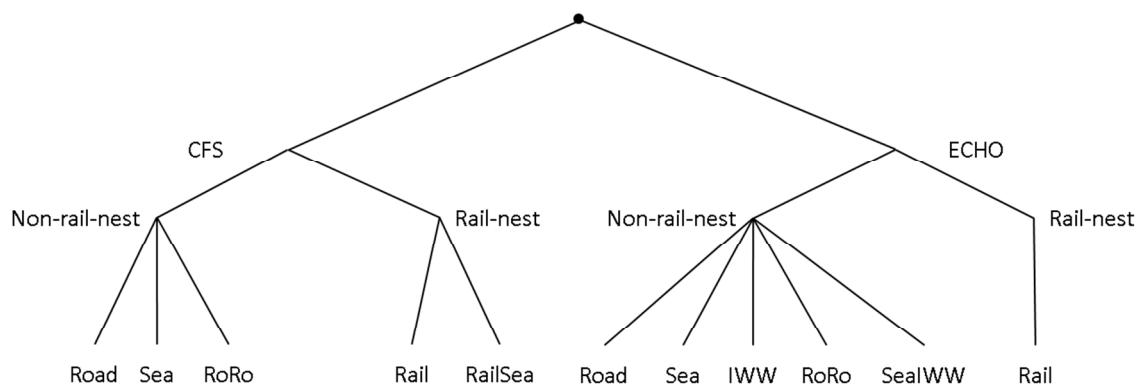 CFS ECHO
Non-rail-nest Rail-nest Non-rail-nest Rail-nest
Road Sea RoRo Rail RailSea Road Sea IWW RoRo SeaIWW Rail